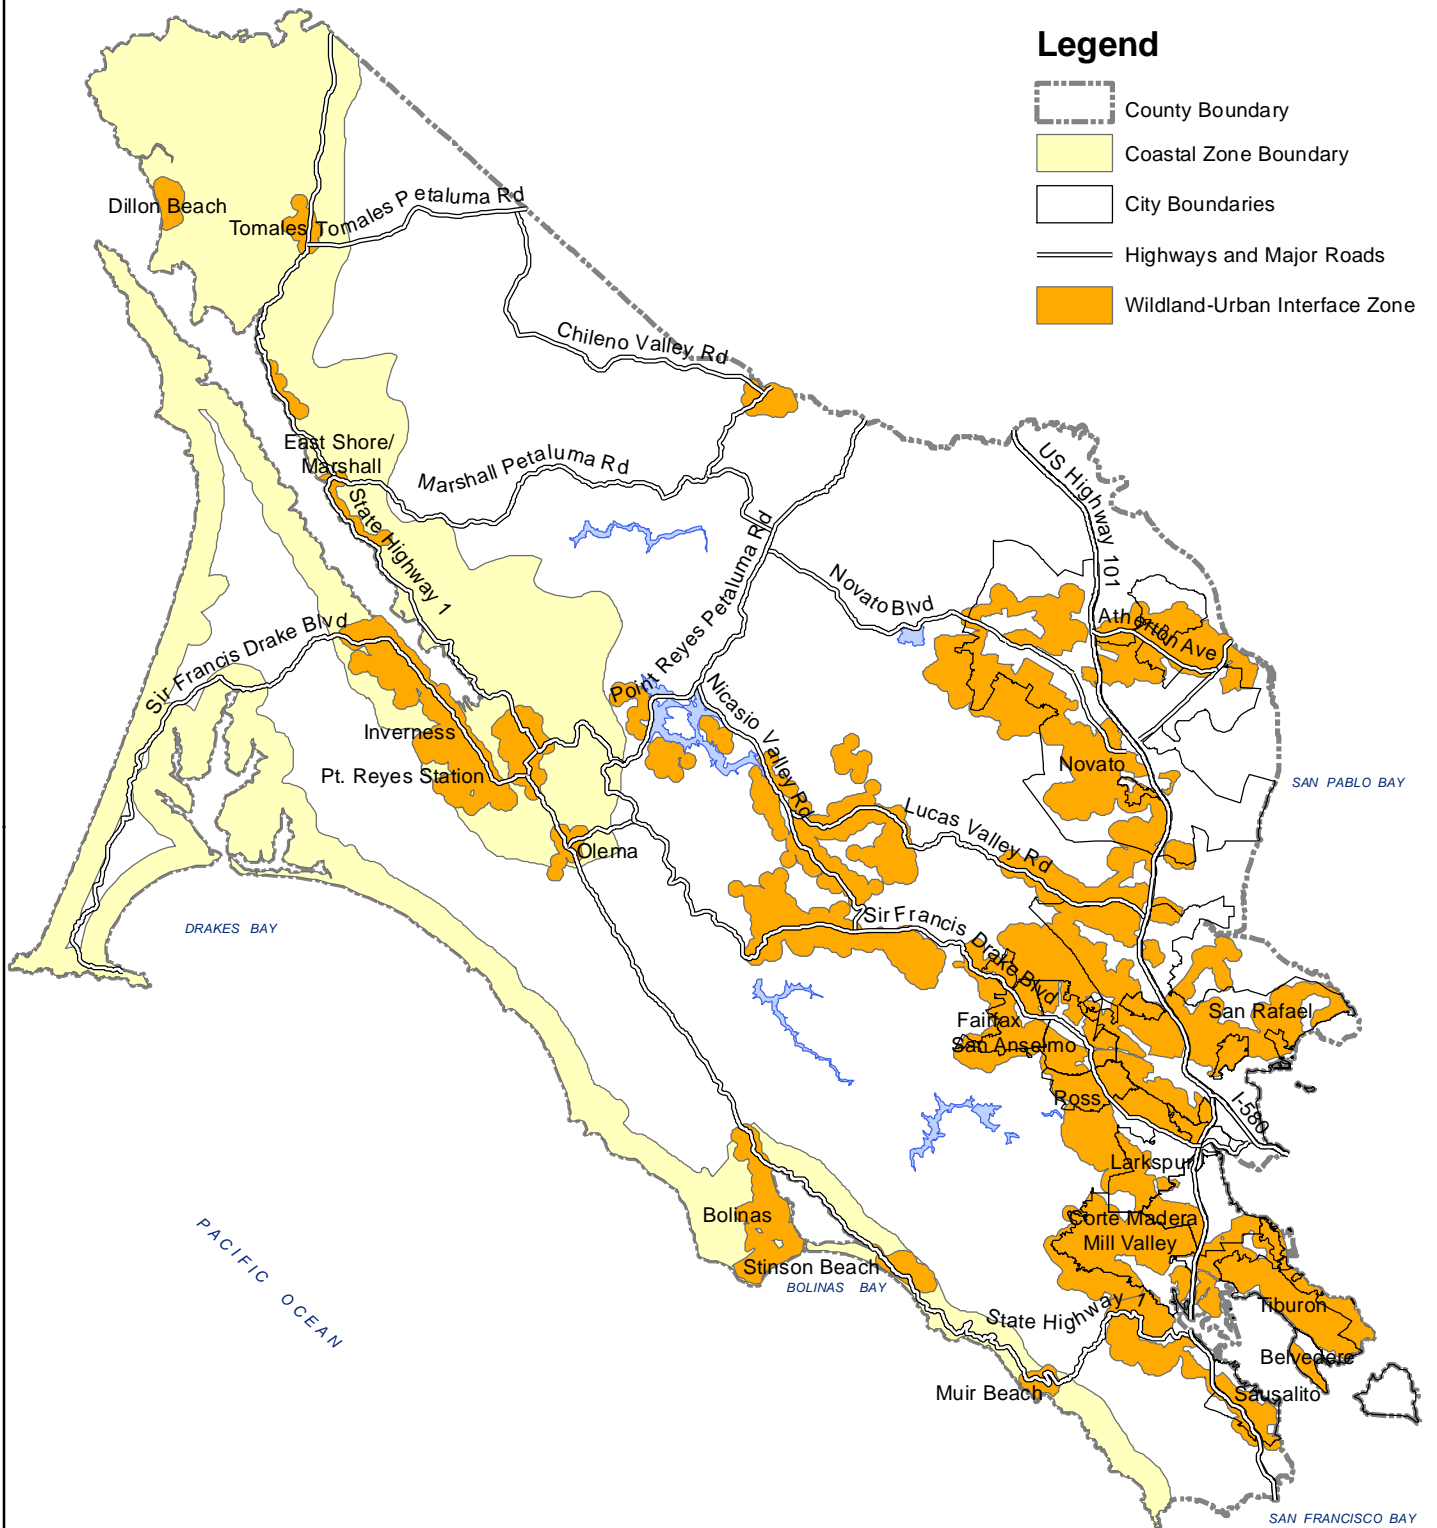 Legend
County Boundary
Coastal Zone Boundary
City Boundaries
Highways and Major Roads
Wildland-Urban Interface Zone
Dillon Beach
Tomales
Tomales Petaluma Rd
Chileno Valley Rd
East Shore/
Marshall
Marshall Petaluma Rd
State Highway 1
US Highway 101
Point Reyes Petaluma Rd
Novato Blvd
Atherton Ave
Sir Francis Drake Blvd
Nicasio Valley Rd
Inverness
Pt. Reyes Station
Novato
SAN PABLO BAY
Lucas Valley Rd
Olema
Sir Francis Drake Blvd
DRAKES BAY
San Rafael
Fairfax
San Anselmo
Ross
I-580
Larkspur
Bolinas
Corte Madera
Mill Valley
Stinson Beach
BOLINAS BAY
PACIFIC OCEAN
State Highway 1
Tiburon
Belvedere
Muir Beach
Sausalito
SAN FRANCISCO BAY